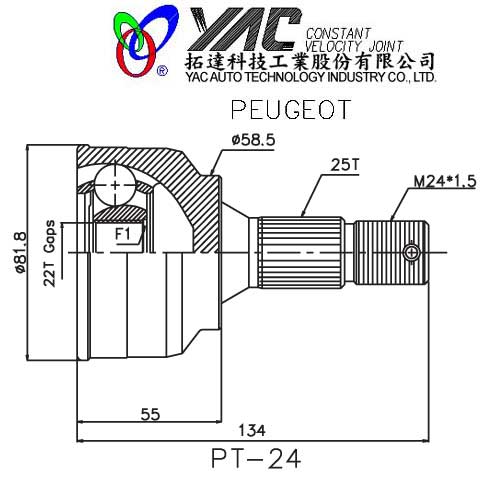 YAC CONSTANT
VELOCITY JOINT
®
拓達科技工業股份有限公司
YAC AUTO TECHNOLOGY INDUSTRY CO., LTD.
PEUGEOT
ø58.5
25T
M24*1.5
ø81.8
22T Gaps
F1
55
134
PT-24